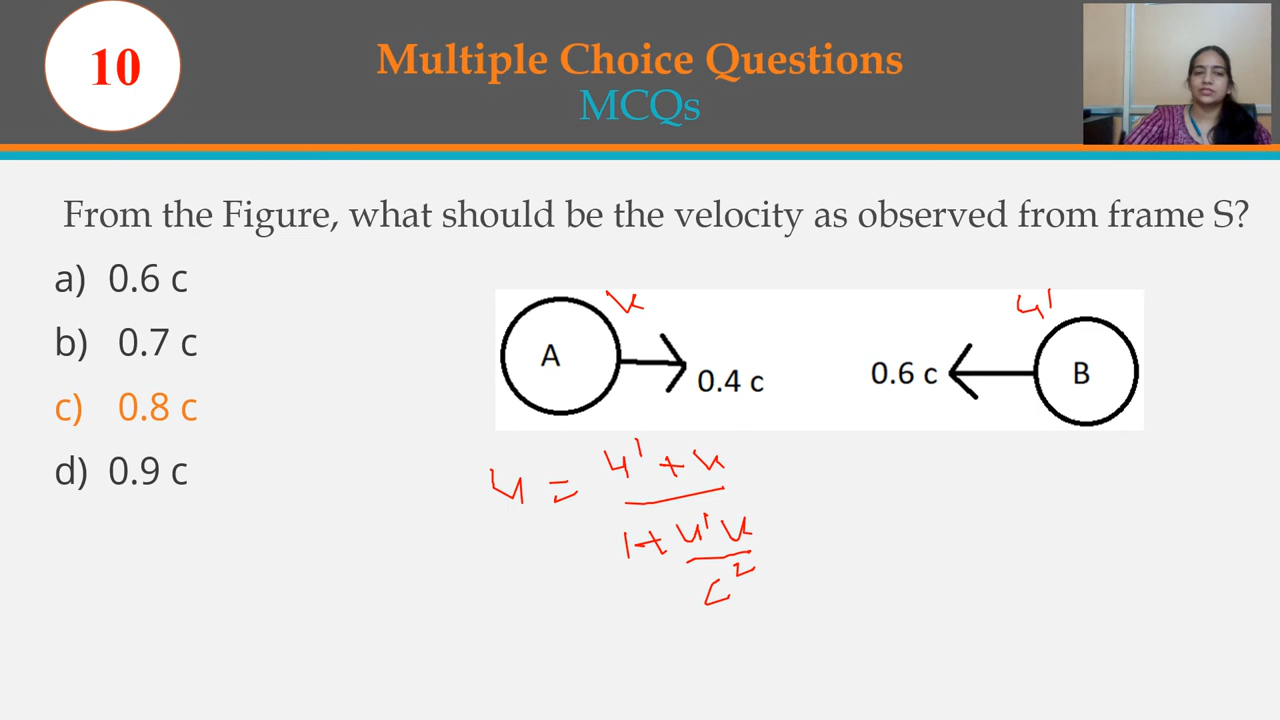 10
Multiple Choice Questions
MCQs
From the Figure, what should be the velocity as observed from frame S?
a) 0.6 c
b) 0.7 c
c) 0.8 c
d) 0.9 c
v u'
A 0.4 c 0.6 c B
u = u' + v
1 + u' v
c²